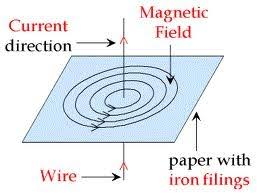 Current
direction
Magnetic
Field
Wire
paper with
iron filings